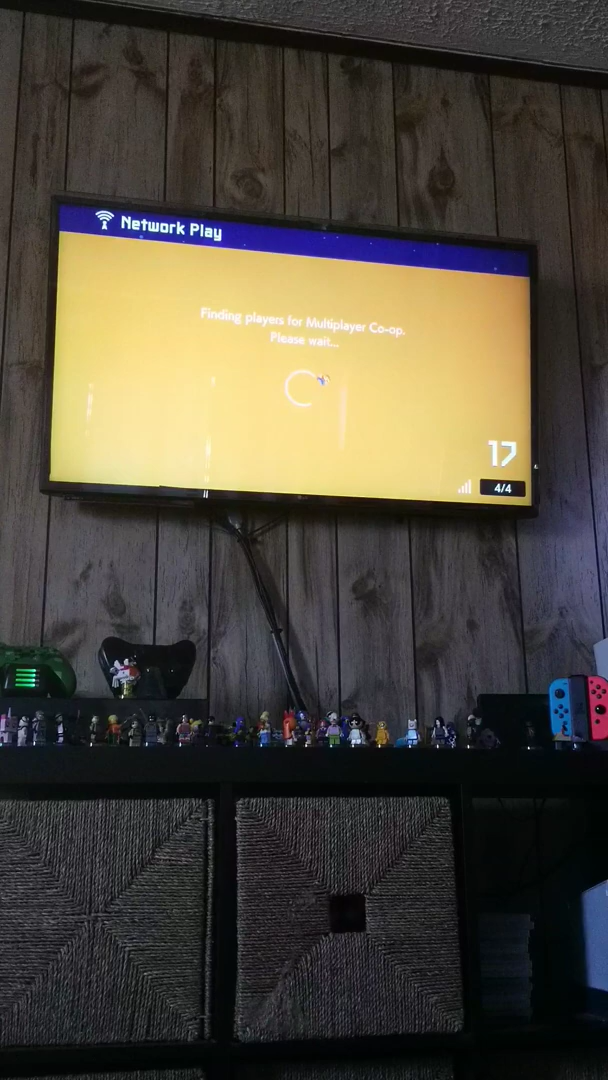 Network Play
Finding players for Multiplayer Co-op.
Please wait...
17
4/4